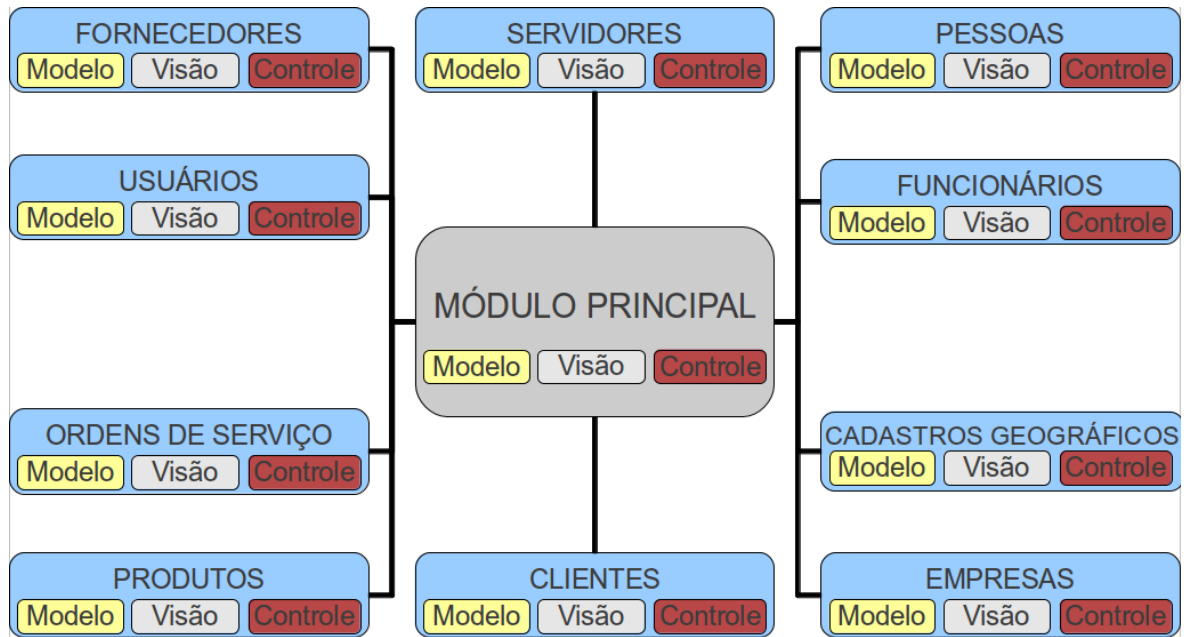 FORNECEDORES
Modelo Visão Controle
SERVIDORES
Modelo Visão Controle
PESSOAS
Modelo Visão Controle
USUÁRIOS
Modelo Visão Controle
FUNCIONÁRIOS
Modelo Visão Controle
MÓDULO PRINCIPAL
Modelo Visão Controle
ORDENS DE SERVIÇO
Modelo Visão Controle
CADASTROS GEOGRÁFICOS
Modelo Visão Controle
PRODUTOS
Modelo Visão Controle
CLIENTES
Modelo Visão Controle
EMPRESAS
Modelo Visão Controle